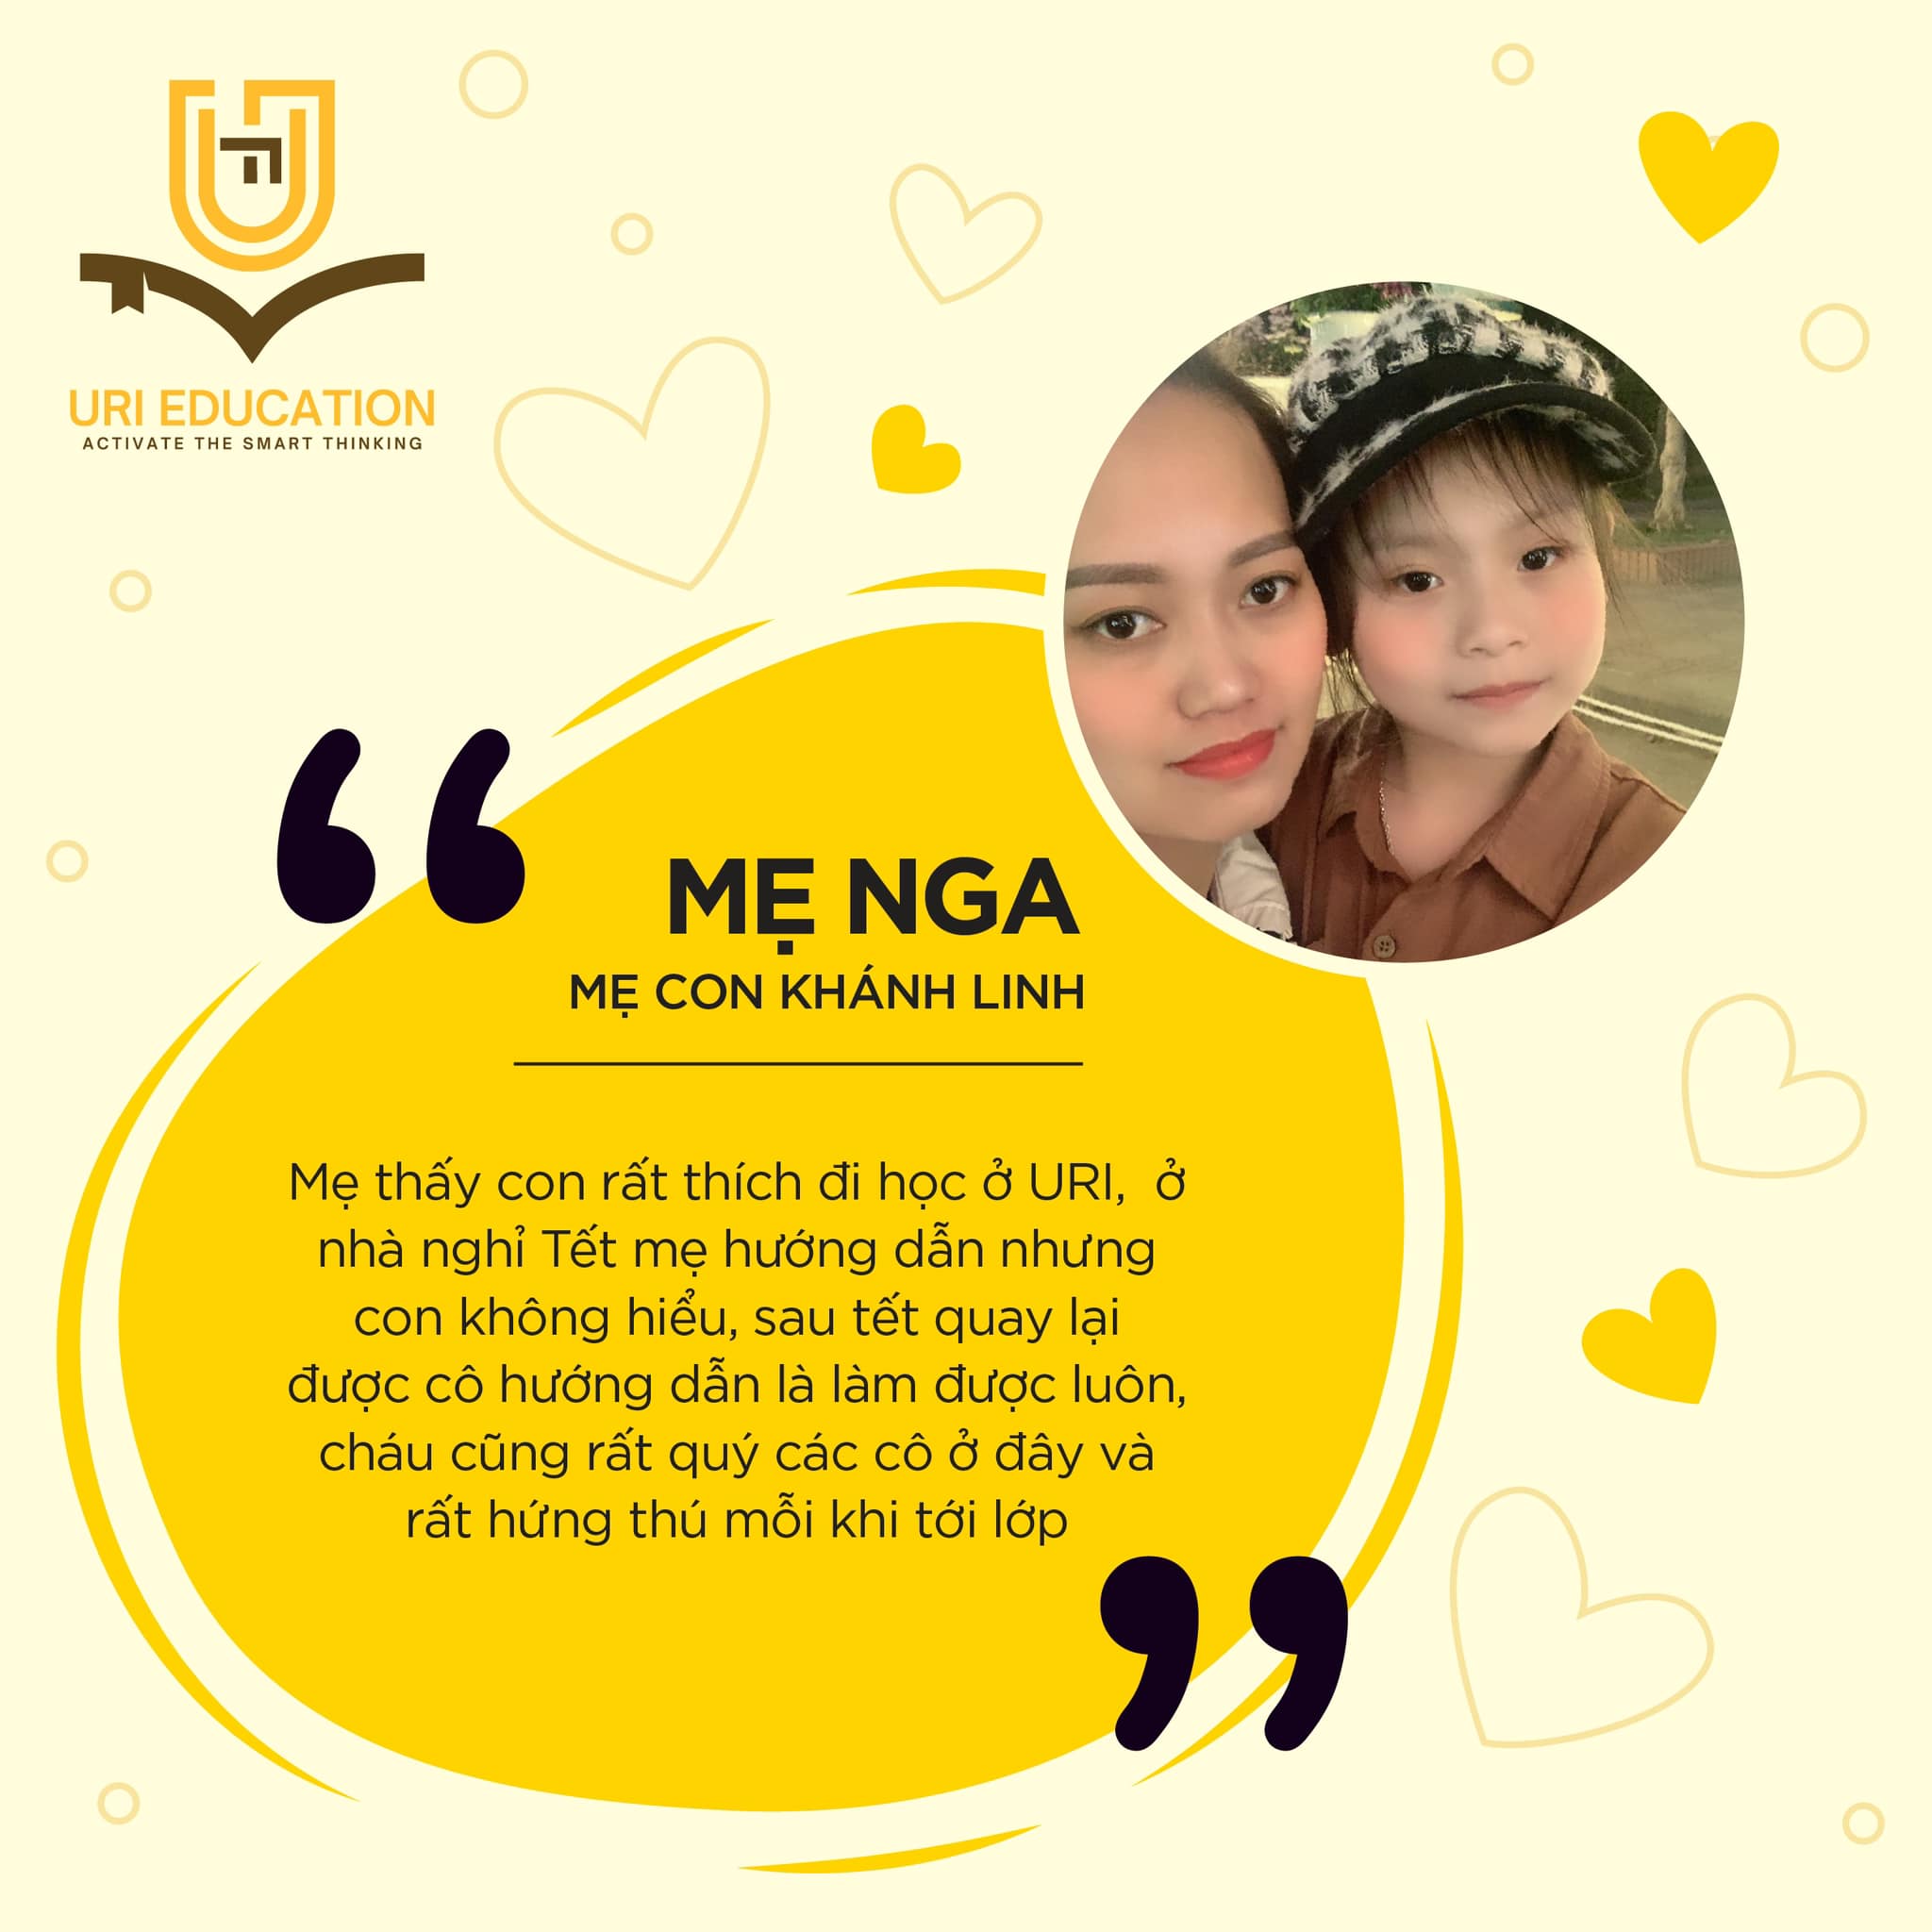 URI EDUCATION
ACTIVATE THE SMART THINKING
MẸ NGA
MẸ CON KHÁNH LINH
Mẹ thấy con rất thích đi học ở URI, ở
nhà nghỉ Tết mẹ hướng dẫn nhưng
con không hiểu, sau tết quay lại
được cô hướng dẫn là làm được luôn,
cháu cũng rất quý các cô ở đây và
rất hứng thú mỗi khi tới lớp